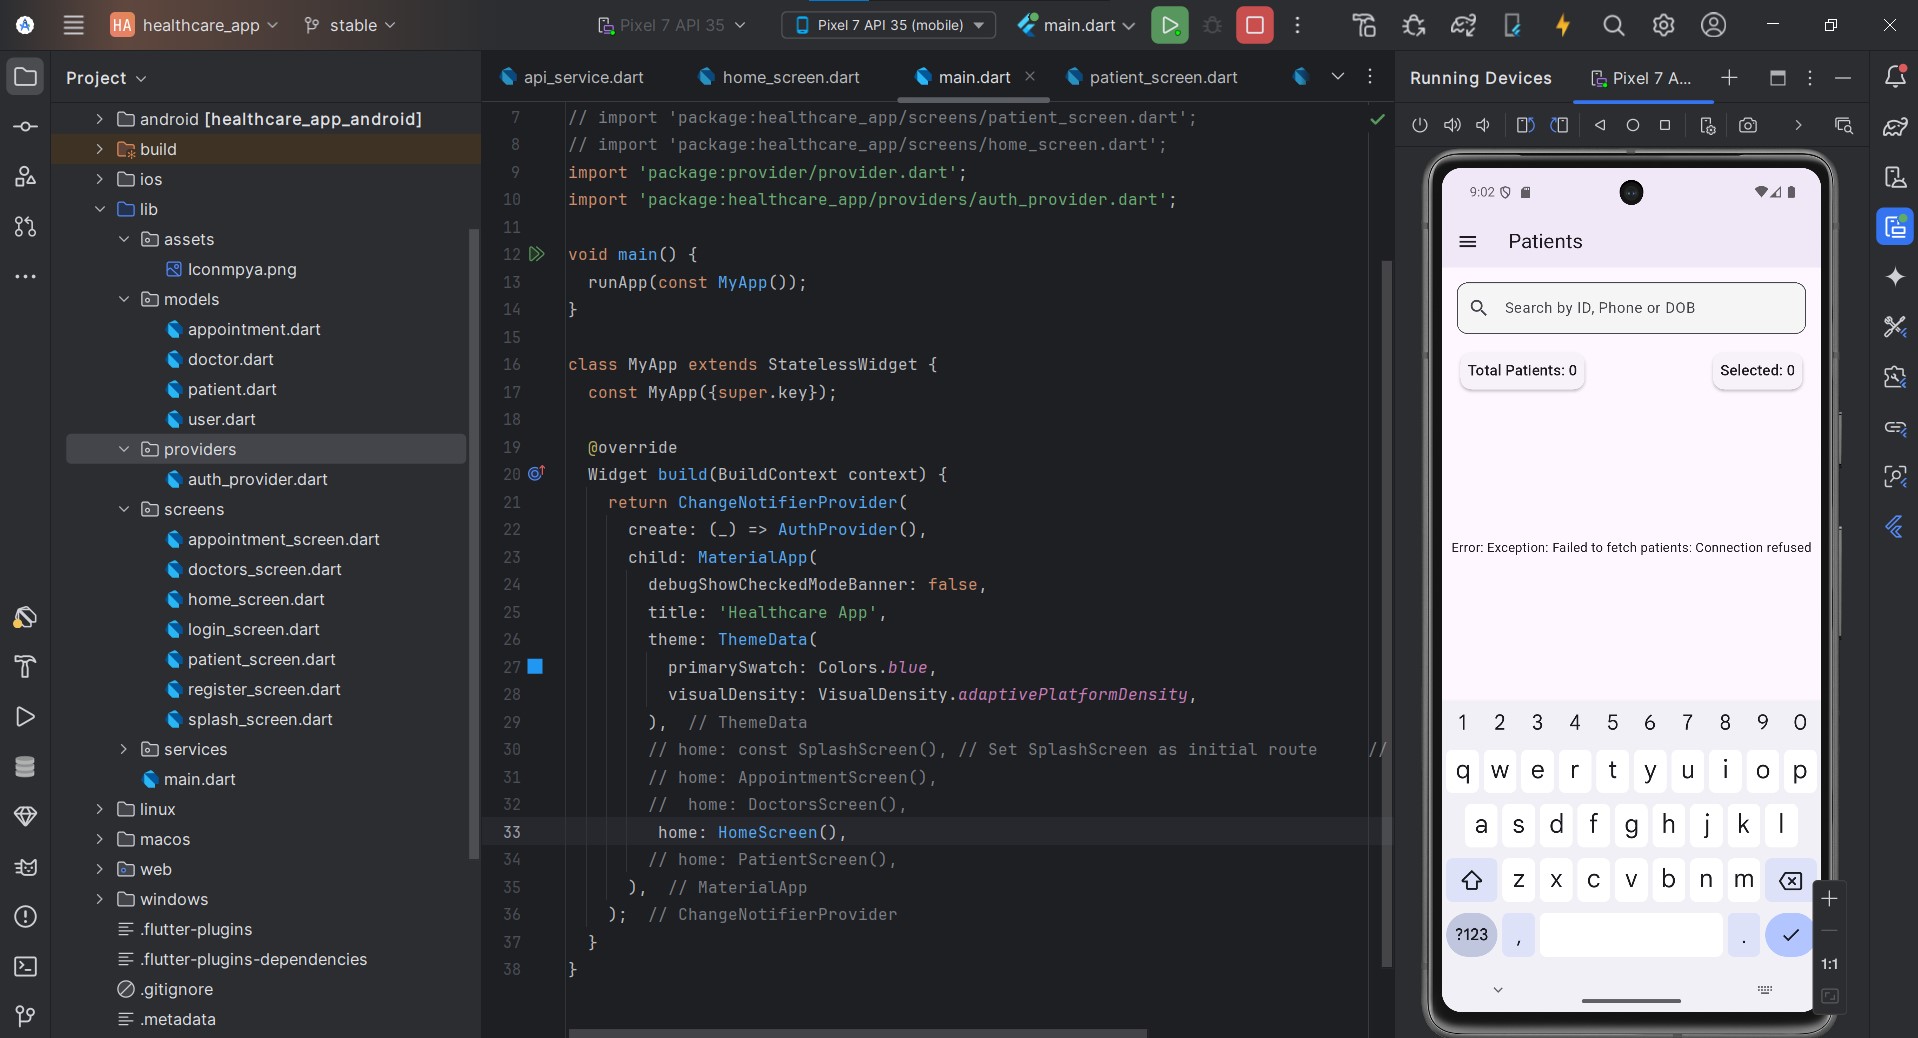 HA healthcare_app
stable
Pixel 7 API 35
Pixel 7 API 35 (mobile)
main.dart
Project
android [healthcare_app_android]
build
ios
lib
assets
Iconmpya.png
models
appointment.dart
doctor.dart
patient.dart
user.dart
providers
auth_provider.dart
screens
appointment_screen.dart
doctors_screen.dart
home_screen.dart
login_screen.dart
patient_screen.dart
register_screen.dart
splash_screen.dart
services
main.dart
linux
macos
web
windows
.flutter-plugins
.flutter-plugins-dependencies
.gitignore
.metadata
api_service.dart
home_screen.dart
main.dart
patient_screen.dart
7 // import 'package:healthcare_app/screens/patient_screen.dart';
8 // import 'package:healthcare_app/screens/home_screen.dart';
9 import 'package:provider/provider.dart';
10 import 'package:healthcare_app/providers/auth_provider.dart';
11
12 void main() {
13 runApp(const MyApp());
14 }
15
16 class MyApp extends StatelessWidget {
17 const MyApp({super.key});
18
19 @override
20 Widget build(BuildContext context) {
21 return ChangeNotifierProvider(
22 create: (_) => AuthProvider(),
23 child: MaterialApp(
24 debugShowCheckedModeBanner: false,
25 title: 'Healthcare App',
26 theme: ThemeData(
27 primarySwatch: Colors.blue,
28 visualDensity: VisualDensity.adaptivePlatformDensity,
29 ), // ThemeData
30 // home: const SplashScreen(), // Set SplashScreen as initial route //
31 // home: AppointmentScreen(),
32 // home: DoctorsScreen(),
33 home: HomeScreen(),
34 // home: PatientScreen(),
35 ), // MaterialApp
36 ); // ChangeNotifierProvider
37 }
38 }
Running Devices
Pixel 7 A...
9:02
Patients
Search by ID, Phone or DOB
Total Patients: 0
Selected: 0
Error: Exception: Failed to fetch patients: Connection refused
1 2 3 4 5 6 7 8 9 0
q w e r t y u i o p
a s d f g h j k l
z x c v b n m
?123 , .
1:1